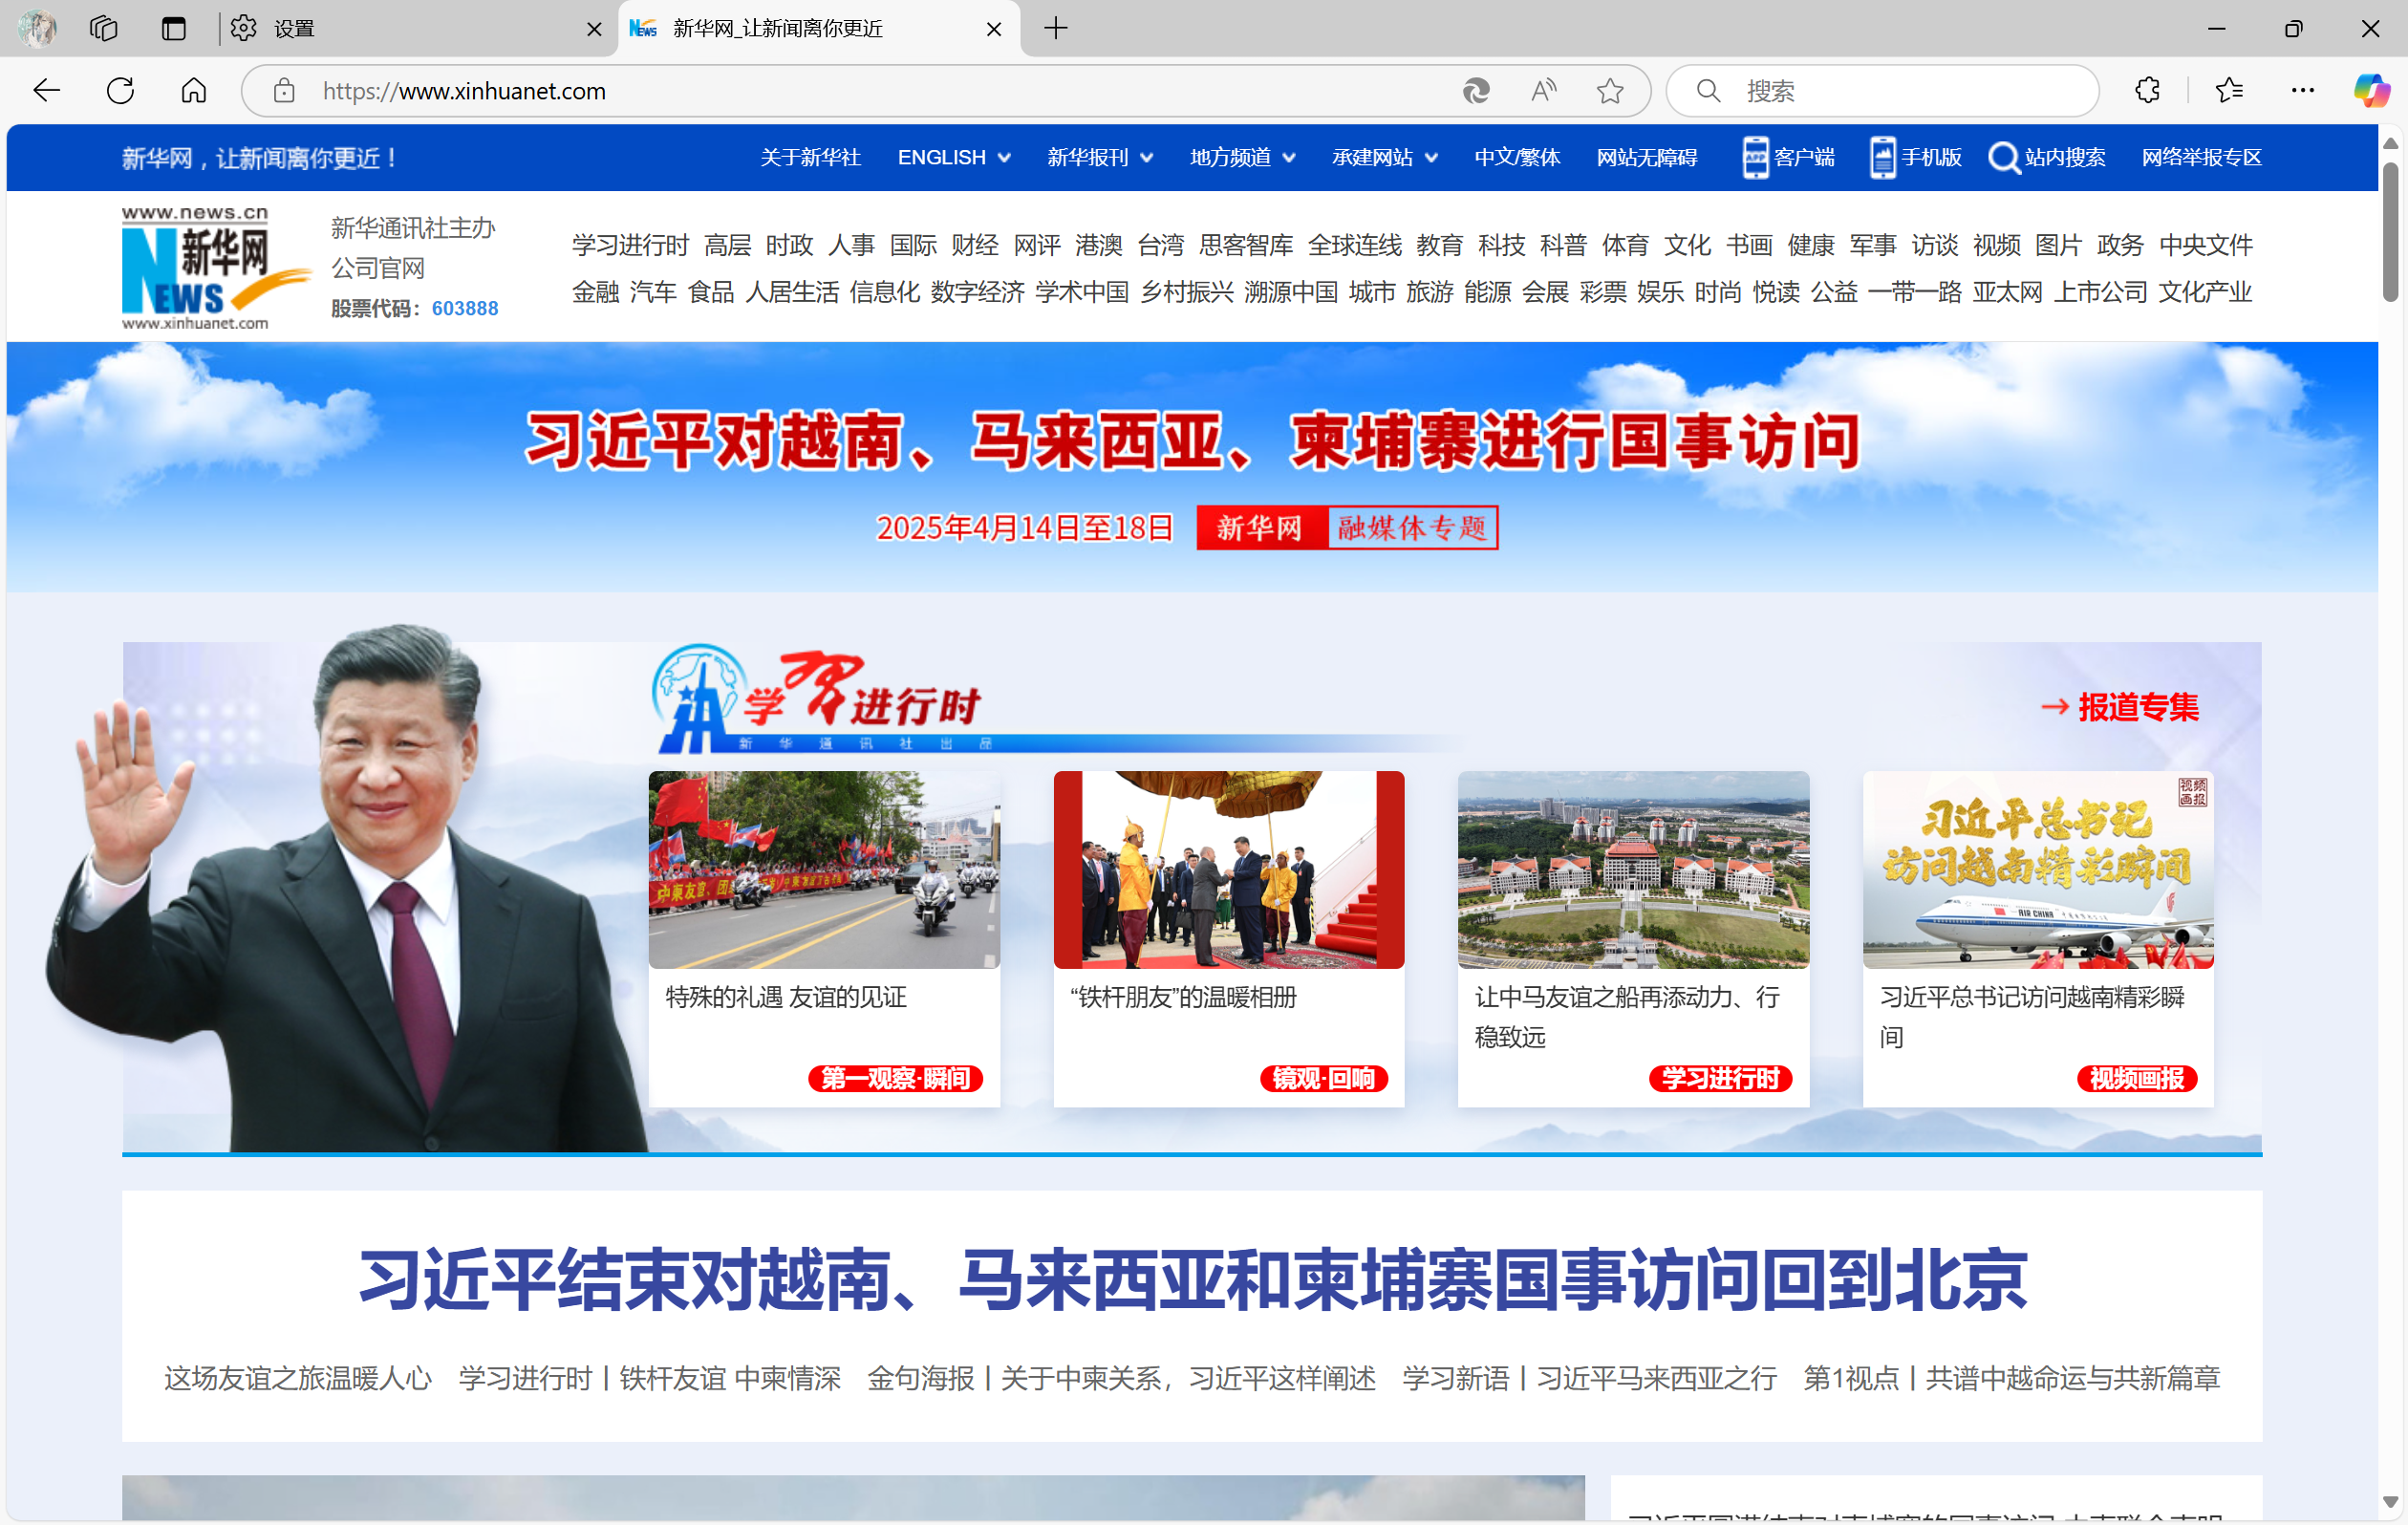 设置
新华网_让新闻离你更近
https://www.xinhuanet.com
搜索
新华网，让新闻离你更近！
关于新华社 ENGLISH 新华报刊 地方频道 承建网站 中文/繁体 网站无障碍 APP 客户端 手机版 站内搜索 网络举报专区
www.news.cn
新华网
NEWS
www.xinhuanet.com
新华通讯社主办
公司官网
股票代码：603888
学习进行时 高层 时政 人事 国际 财经 网评 港澳 台湾 思客智库 全球连线 教育 科技 科普 体育 文化 书画 健康 军事 访谈 视频 图片 政务 中央文件
金融 汽车 食品 人居生活 信息化 数字经济 学术中国 乡村振兴 溯源中国 城市 旅游 能源 会展 彩票 娱乐 时尚 悦读 公益 一带一路 亚太网 上市公司 文化产业
习近平对越南、马来西亚、柬埔寨进行国事访问
2025年4月14日至18日 新华网 融媒体专题
学习进行时
新华通讯社出品
→ 报道专集
中柬友谊、团
视频画报
习近平总书记
访问越南精彩瞬间
AIR CHINA
特殊的礼遇 友谊的见证
第一观察·瞬间
“铁杆朋友”的温暖相册
镜观·回响
让中马友谊之船再添动力、行
稳致远
学习进行时
习近平总书记访问越南精彩瞬
间
视频画报
习近平结束对越南、马来西亚和柬埔寨国事访问回到北京
这场友谊之旅温暖人心 学习进行时丨铁杆友谊 中柬情深 金句海报丨关于中柬关系，习近平这样阐述 学习新语丨习近平马来西亚之行 第1视点丨共谱中越命运与共新篇章